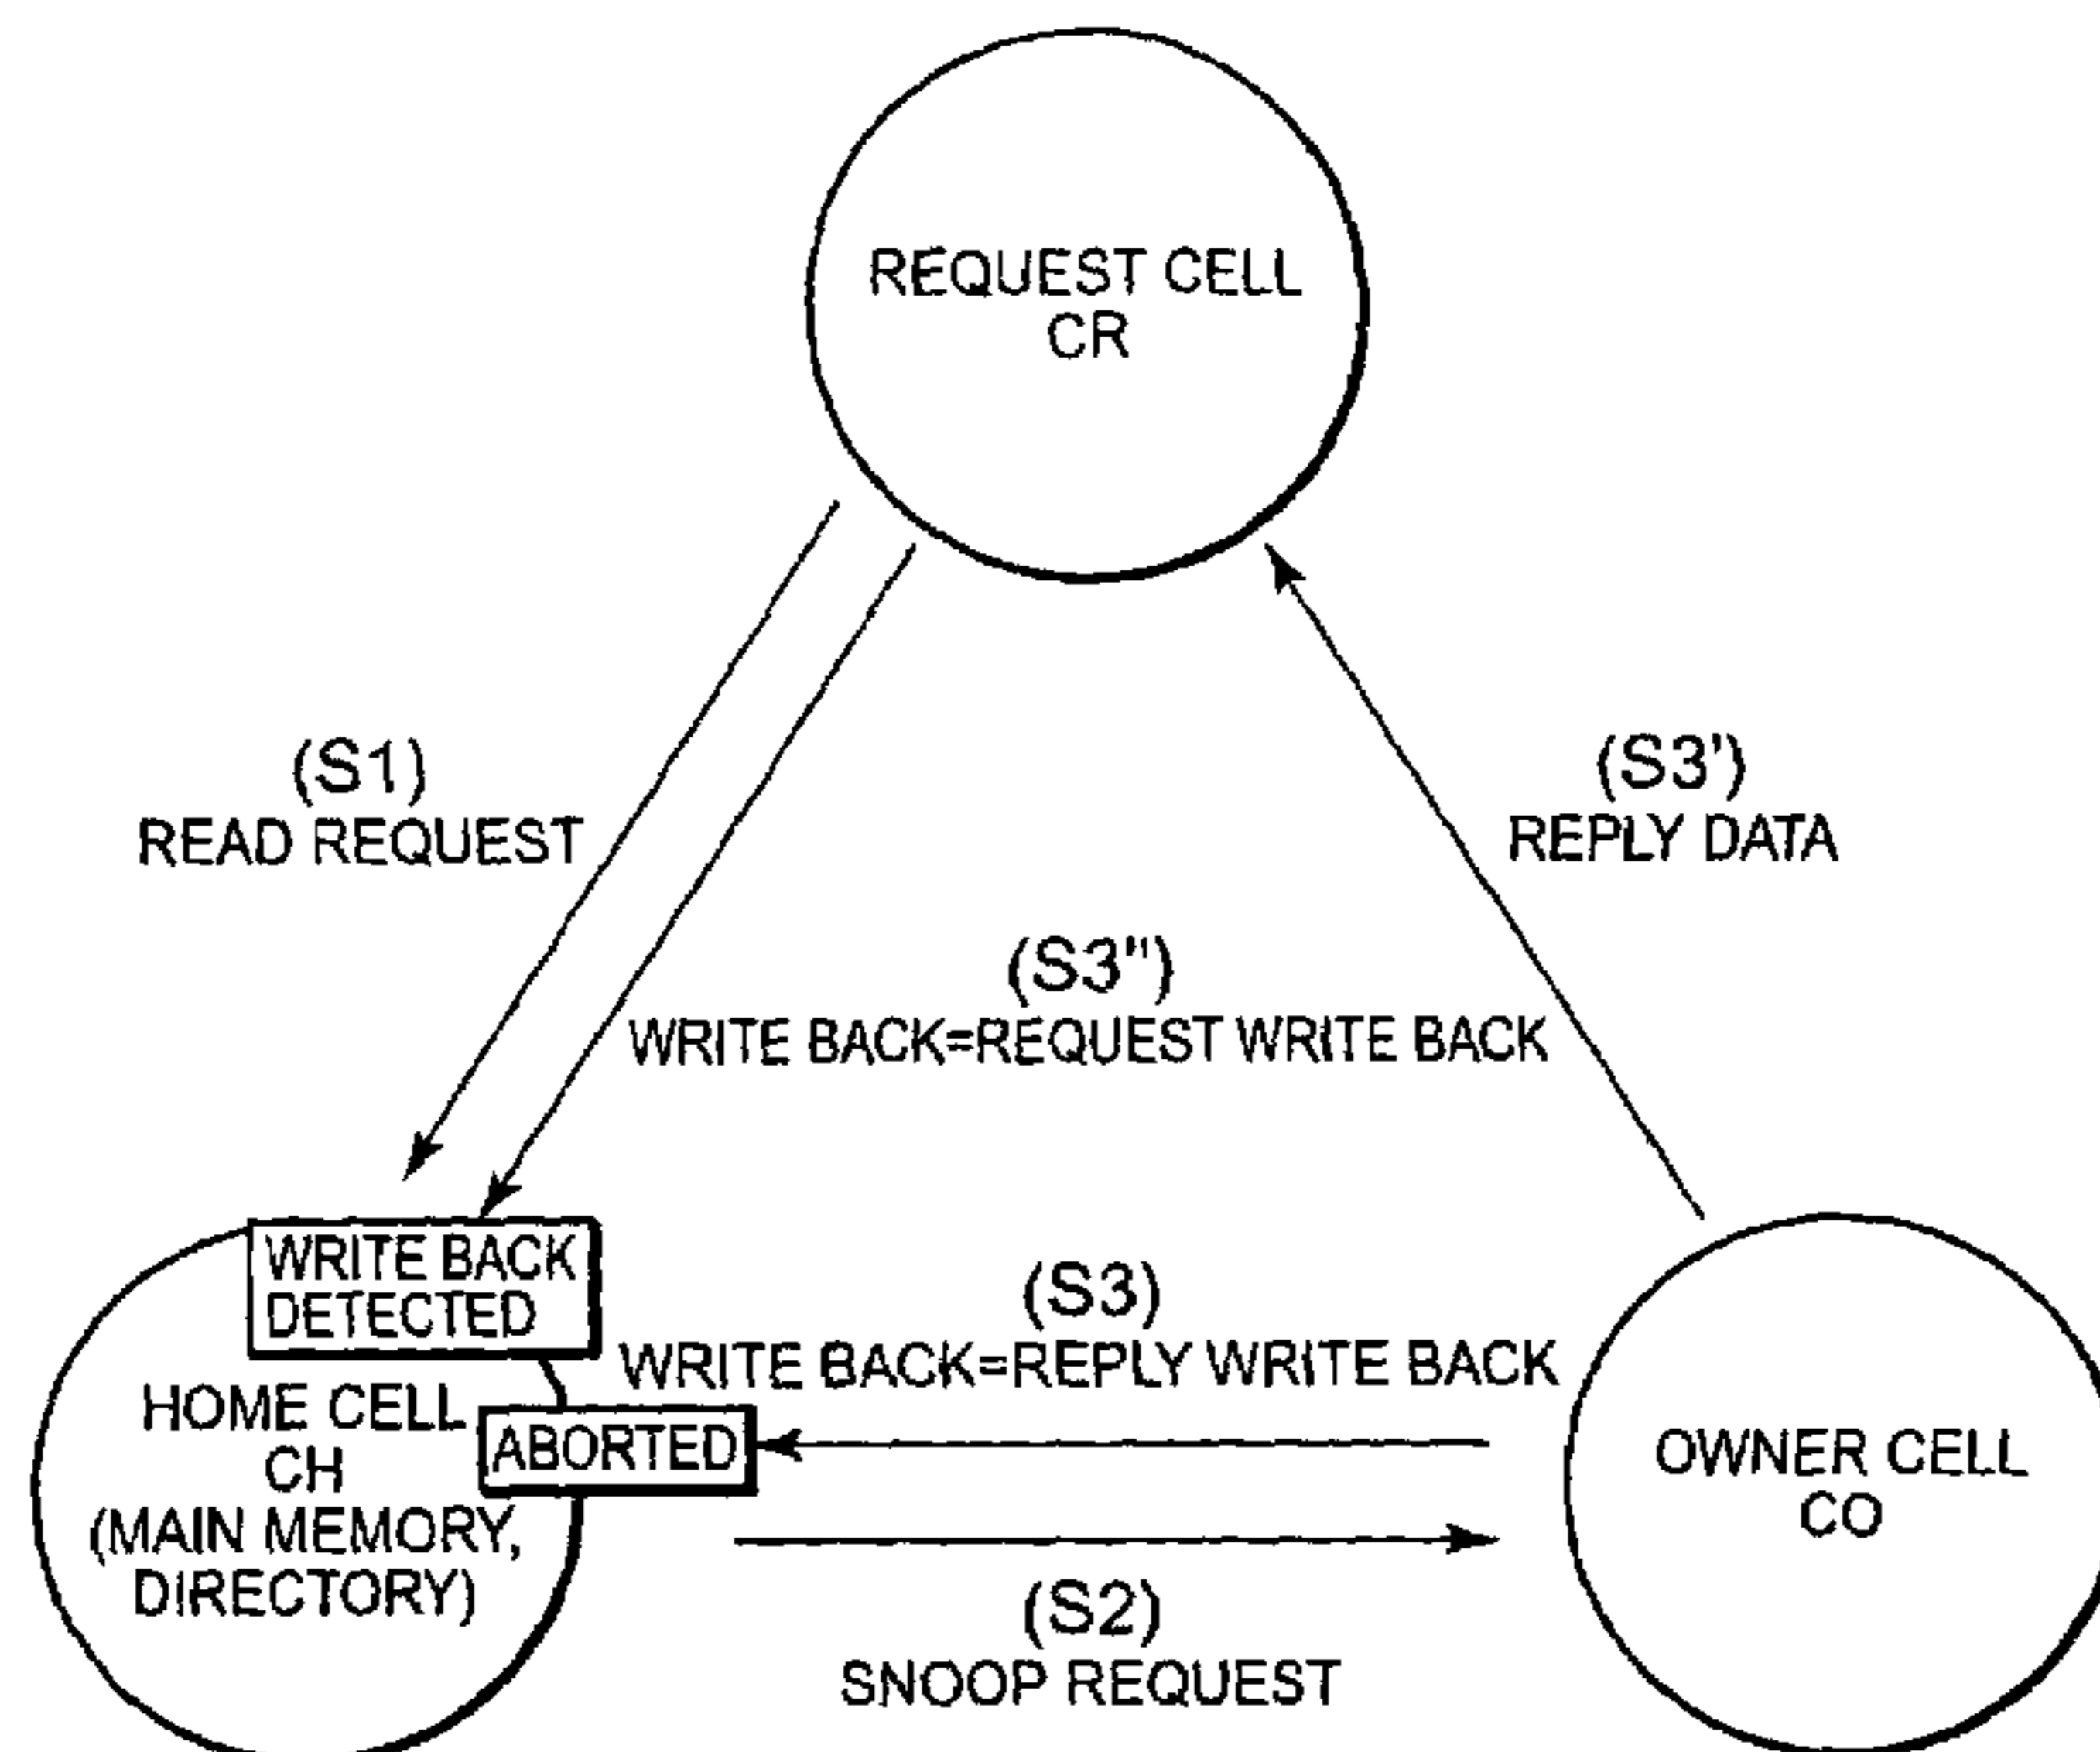 REQUEST CELL
CR
(S1)
READ REQUEST
(S3')
REPLY DATA
(S3")
WRITE BACK=REQUEST WRITE BACK
WRITE BACK
DETECTED
(S3)
WRITE BACK=REPLY WRITE BACK
HOME CELL
CH
(MAIN MEMORY,
DIRECTORY)
ABORTED
OWNER CELL
CO
(S2)
SNOOP REQUEST